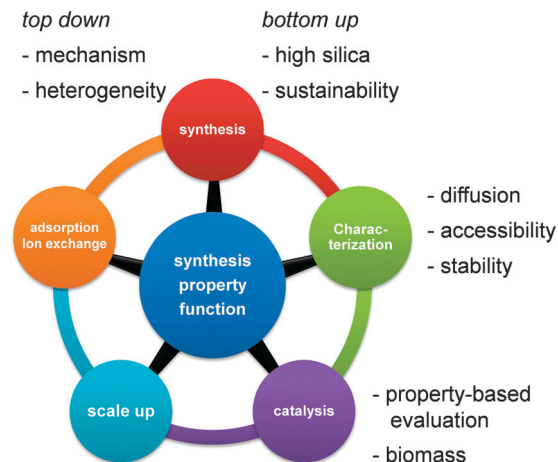 top down
- mechanism
- heterogeneity
bottom up
- high silica
- sustainability
synthesis
adsorption
Ion exchange
Charac-
terization
- diffusion
- accessibility
- stability
synthesis
property
function
scale up
catalysis
- property-based
evaluation
- biomass